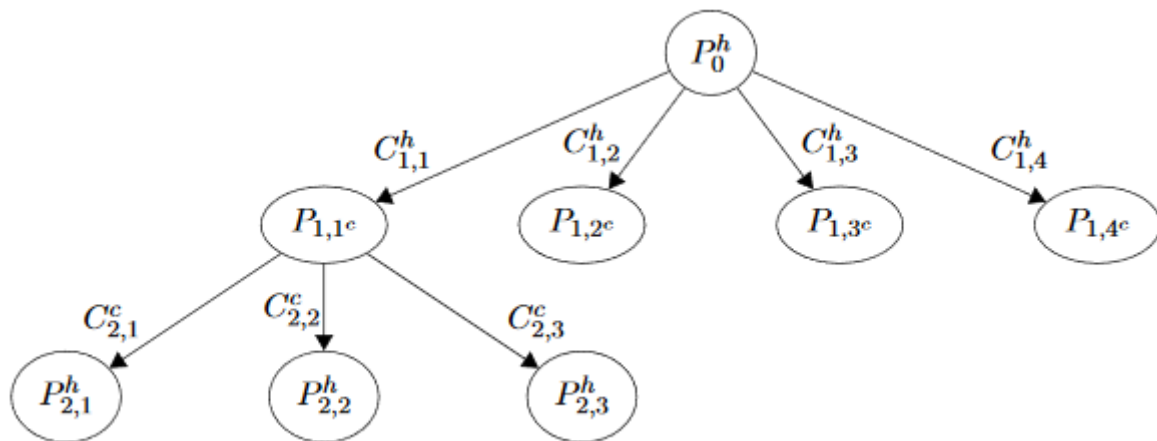 P_0^h
C_{1,1}^h C_{1,2}^h C_{1,3}^h C_{1,4}^h
P_{1,1^c} P_{1,2^c} P_{1,3^c} P_{1,4^c}
C_{2,1}^c C_{2,2}^c C_{2,3}^c
P_{2,1}^h P_{2,2}^h P_{2,3}^h